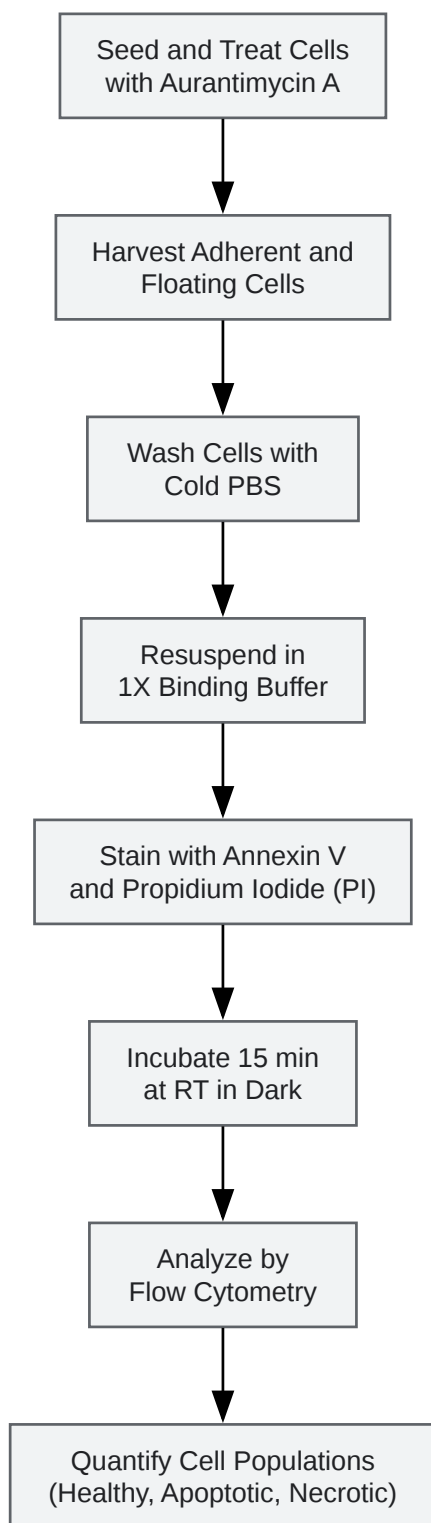 Seed and Treat Cells
with Aurantimycin A
Harvest Adherent and
Floating Cells
Wash Cells with
Cold PBS
Resuspend in
1X Binding Buffer
Stain with Annexin V
and Propidium Iodide (PI)
Incubate 15 min
at RT in Dark
Analyze by
Flow Cytometry
Quantify Cell Populations
(Healthy, Apoptotic, Necrotic)